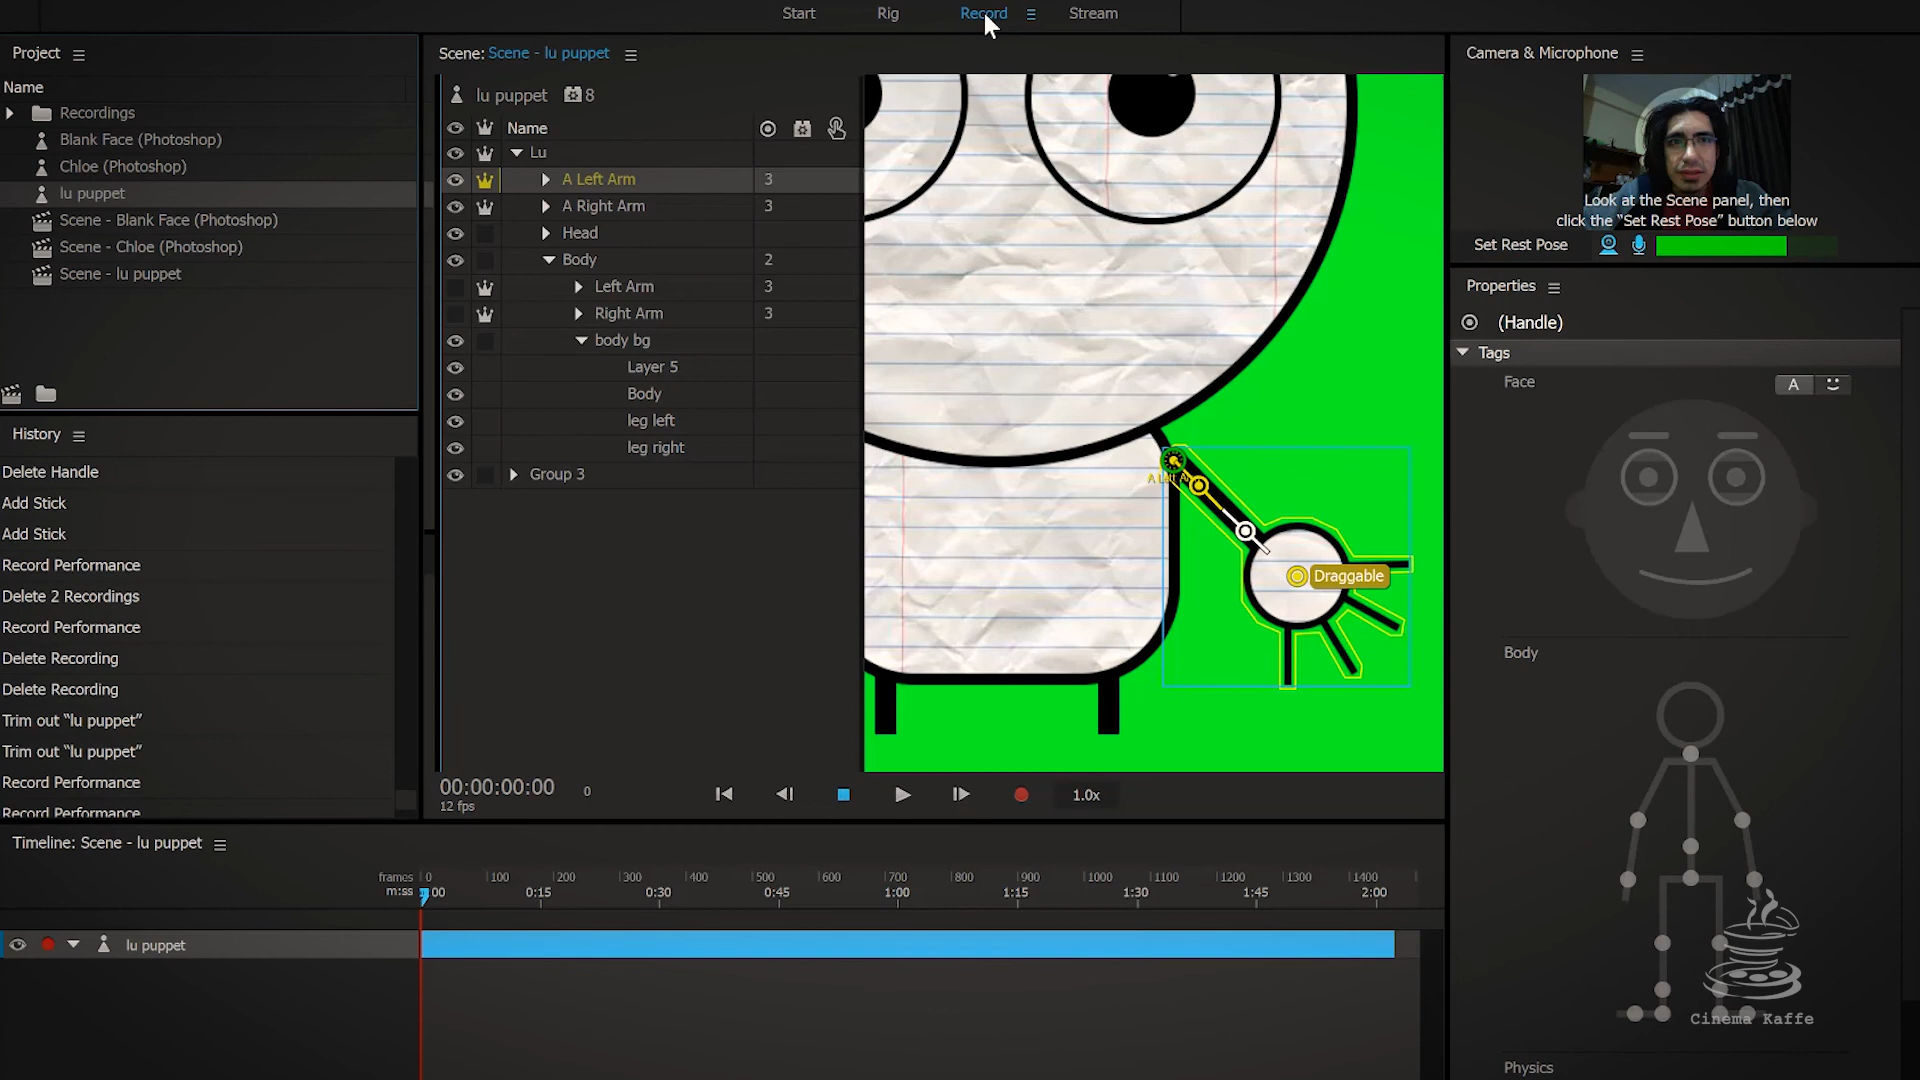 Start
Rig
Record
Stream
Project
Name
Recordings
Blank Face (Photoshop)
Chloe (Photoshop)
lu puppet
Scene - Blank Face (Photoshop)
Scene - Chloe (Photoshop)
Scene - lu puppet
History
Delete Handle
Add Stick
Add Stick
Record Performance
Delete 2 Recordings
Record Performance
Delete Recording
Delete Recording
Trim out “lu puppet”
Trim out “lu puppet”
Record Performance
Record Performance
Scene: Scene - lu puppet
lu puppet 8
Name
Lu
A Left Arm 3
A Right Arm 3
Head
Body 2
Left Arm 3
Right Arm 3
body bg
Layer 5
Body
leg left
leg right
Group 3
Draggable
00:00:00:00 0
12 fps
1.0x
Camera & Microphone
Look at the Scene panel, then
click the “Set Rest Pose” button below
Set Rest Pose
Properties
(Handle)
Tags
Face
A
Body
Cinema Kaffe
Physics
Timeline: Scene - lu puppet
frames 0 100 200 300 400 500 600 700 800 900 1000 1100 1200 1300 1400
m:ss :00 0:15 0:30 0:45 1:00 1:15 1:30 1:45 2:00
lu puppet